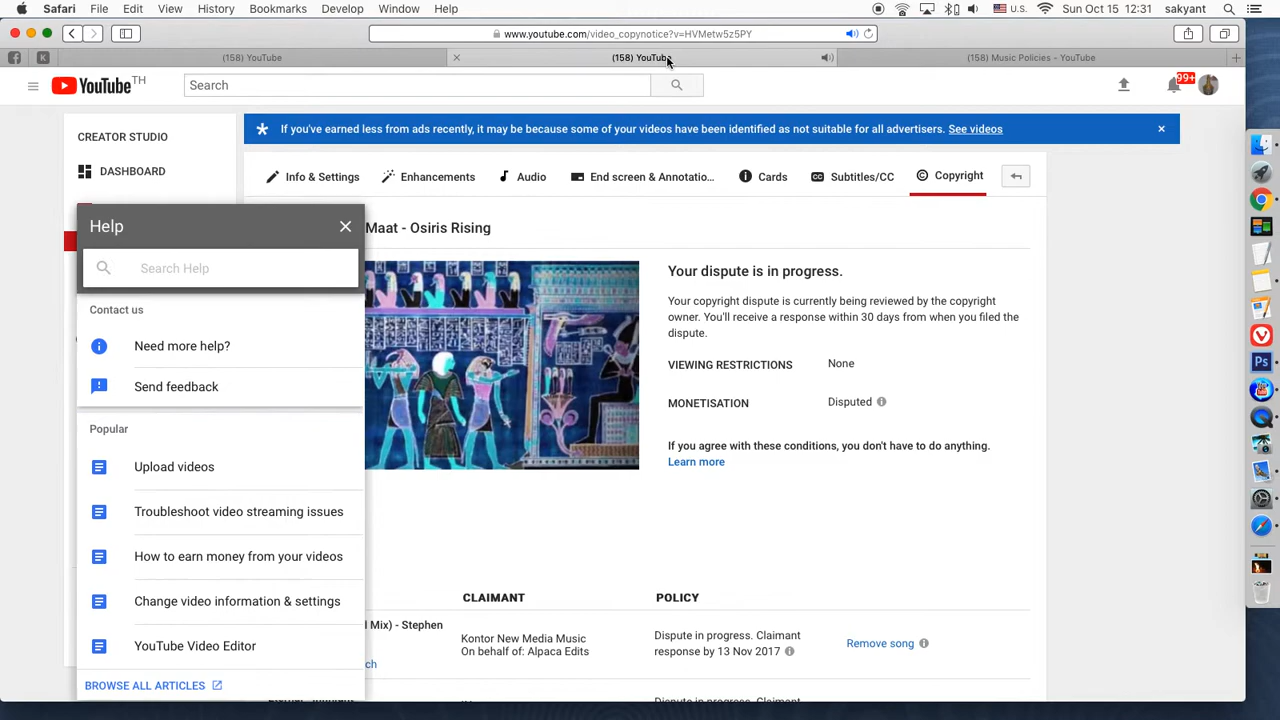 Safari File Edit View History Bookmarks Develop Window Help U.S. Sun Oct 15 12:31 sakyant
www.youtube.com/video_copynotice?v=HVMetw5z5PY
(158) YouTube (158) YouTube (158) Music Policies - YouTube
YouTube TH Search 99+
CREATOR STUDIO
If you've earned less from ads recently, it may be because some of your videos have been identified as not suitable for all advertisers. See videos
DASHBOARD
Info & Settings Enhancements Audio End screen & Annotatio... Cards Subtitles/CC Copyright
Help
Search Help
Contact us
Need more help?
Send feedback
Popular
Upload videos
Troubleshoot video streaming issues
How to earn money from your videos
Change video information & settings
YouTube Video Editor
BROWSE ALL ARTICLES
Maat - Osiris Rising
Your dispute is in progress.
Your copyright dispute is currently being reviewed by the copyright
owner. You'll receive a response within 30 days from when you filed the
dispute.
VIEWING RESTRICTIONS None
MONETISATION Disputed
If you agree with these conditions, you don't have to do anything.
Learn more
CLAIMANT POLICY
Mix) - Stephen
Kontor New Media Music
On behalf of: Alpaca Edits
Dispute in progress. Claimant
response by 13 Nov 2017
Remove song
Dispute in progress. Claimant